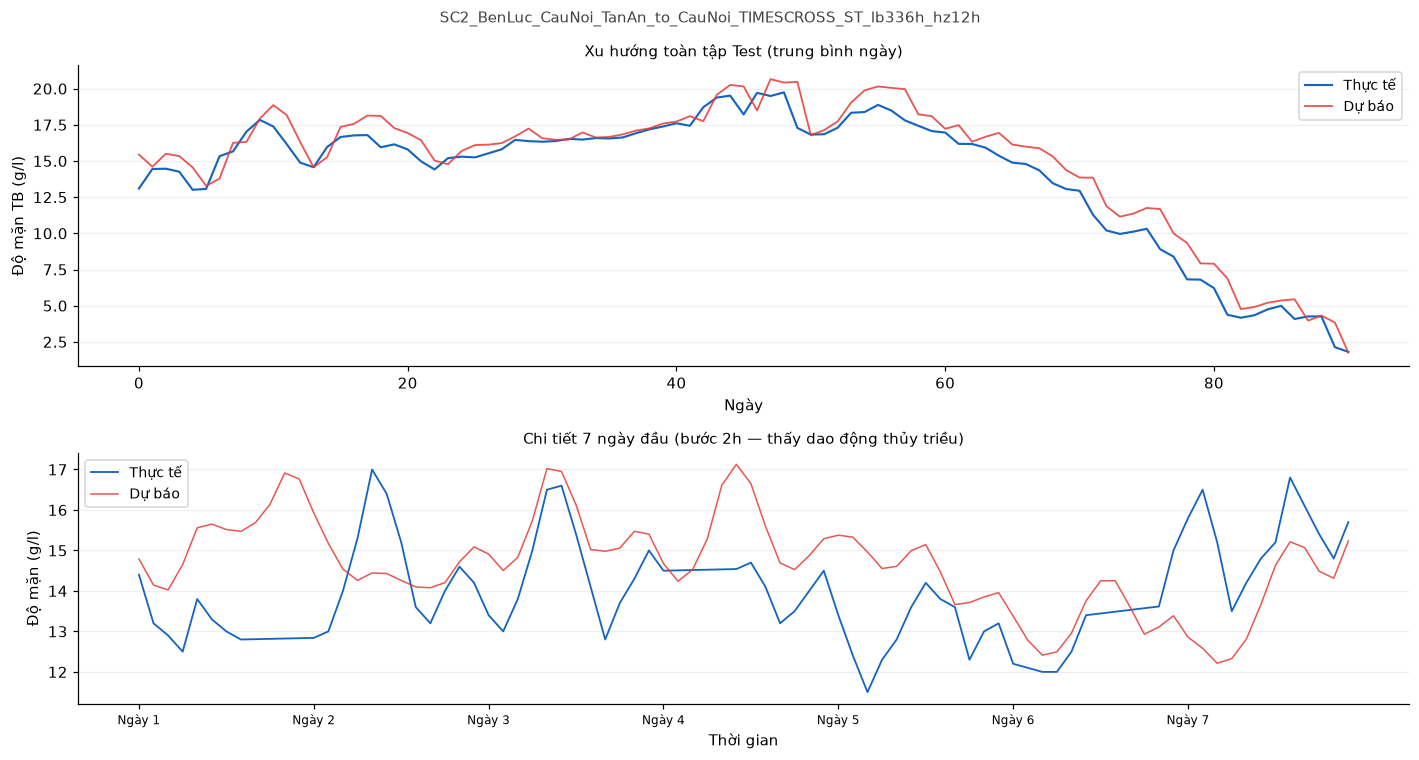 SC2_BenLuc_CauNoi_TanAn_to_CauNoi_TIMESCROSS_ST_lb336h_hz12h
Xu hướng toàn tập Test (trung bình ngày)
Độ mặn TB (g/l)
20.0
17.5
15.0
12.5
10.0
7.5
5.0
2.5
Thực tế
Dự báo
0 20 40 60 80
Ngày
Chi tiết 7 ngày đầu (bước 2h — thấy dao động thủy triều)
Độ mặn (g/l)
17
16
15
14
13
12
Thực tế
Dự báo
Ngày 1 Ngày 2 Ngày 3 Ngày 4 Ngày 5 Ngày 6 Ngày 7
Thời gian